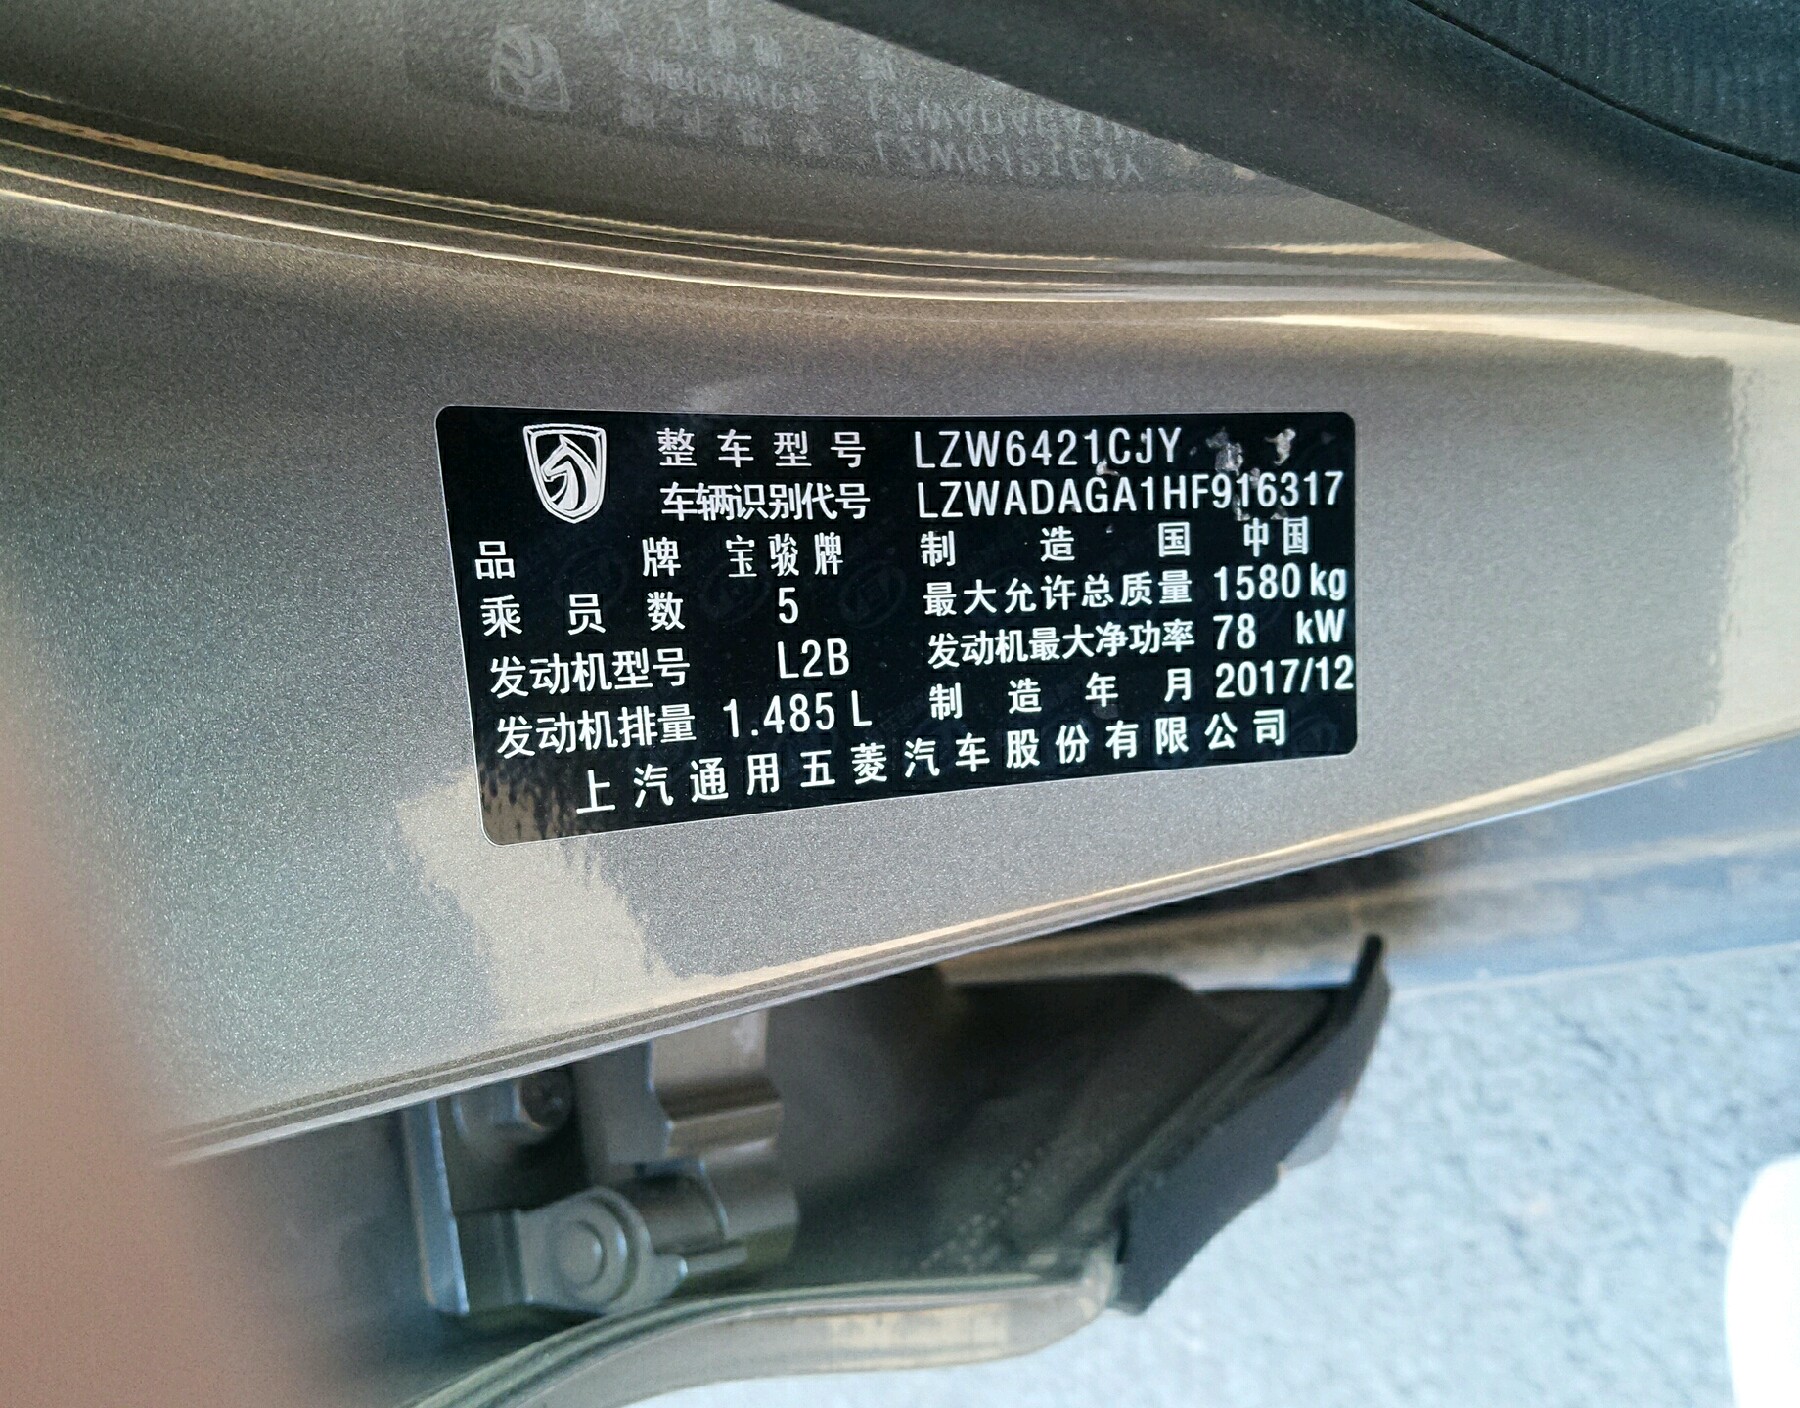 整车型号 LZW6421CJY
车辆识别代号 LZWADAGA1HF916317
品牌 宝骏牌 制造国 中国
乘员数 5 最大允许总质量 1580 kg
发动机型号 L2B 发动机最大净功率 78 kW
发动机排量 1.485 L 制造年月 2017/12
上汽通用五菱汽车股份有限公司